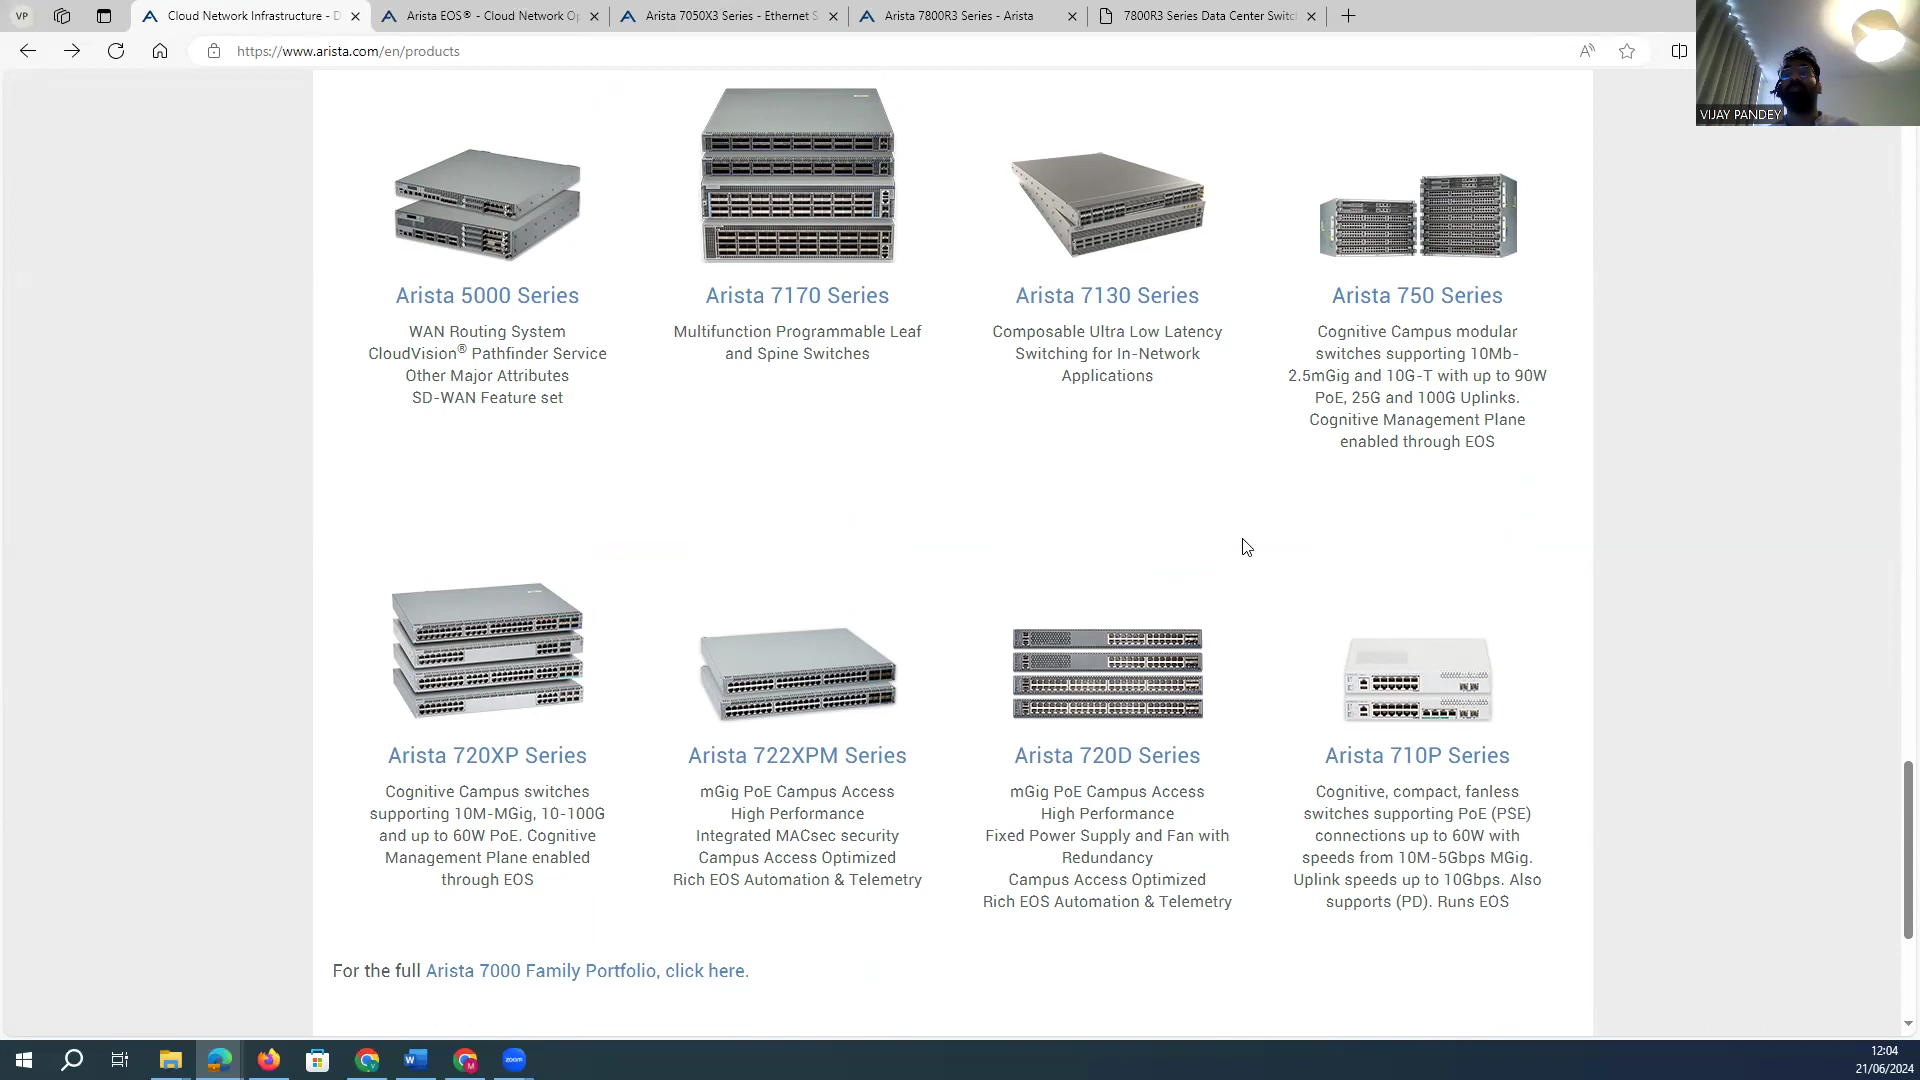 VP
Cloud Network Infrastructure - D
Arista EOS® - Cloud Network Op
Arista 7050X3 Series - Ethernet S
Arista 7800R3 Series - Arista
7800R3 Series Data Center Switc
https://www.arista.com/en/products
VIJAY PANDEY
Arista 5000 Series
WAN Routing System
CloudVision® Pathfinder Service
Other Major Attributes
SD-WAN Feature set
Arista 7170 Series
Multifunction Programmable Leaf
and Spine Switches
Arista 7130 Series
Composable Ultra Low Latency
Switching for In-Network
Applications
Arista 750 Series
Cognitive Campus modular
switches supporting 10Mb-
2.5mGig and 10G-T with up to 90W
PoE, 25G and 100G Uplinks.
Cognitive Management Plane
enabled through EOS
Arista 720XP Series
Cognitive Campus switches
supporting 10M-MGig, 10-100G
and up to 60W PoE. Cognitive
Management Plane enabled
through EOS
Arista 722XPM Series
mGig PoE Campus Access
High Performance
Integrated MACsec security
Campus Access Optimized
Rich EOS Automation & Telemetry
Arista 720D Series
mGig PoE Campus Access
High Performance
Fixed Power Supply and Fan with
Redundancy
Campus Access Optimized
Rich EOS Automation & Telemetry
Arista 710P Series
Cognitive, compact, fanless
switches supporting PoE (PSE)
connections up to 60W with
speeds from 10M-5Gbps MGig.
Uplink speeds up to 10Gbps. Also
supports (PD). Runs EOS
For the full Arista 7000 Family Portfolio, click here.
zoom
12:04
21/06/2024